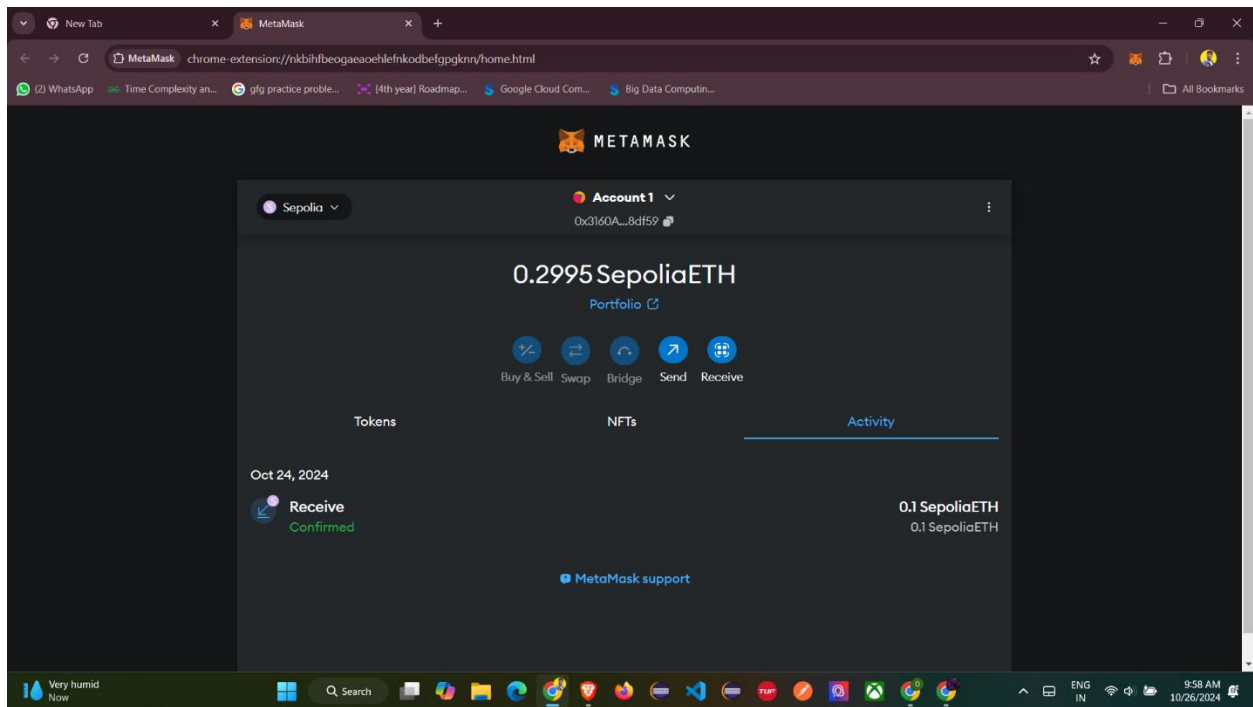 New Tab
MetaMask
MetaMask chrome-extension://nkbihfbeogaeaoehlefnkodbefgpgknn/home.html
(2) WhatsApp
Time Complexity an...
gfg practice proble...
[4th year] Roadmap...
Google Cloud Com...
Big Data Computin...
All Bookmarks
METAMASK
S Sepolia
Account 1
0x3160A...8df59
0.2995 SepoliaETH
Portfolio
Buy & Sell Swap Bridge Send Receive
Tokens NFTs Activity
Oct 24, 2024
S
Receive 0.1 SepoliaETH
Confirmed 0.1 SepoliaETH
MetaMask support
Very humid
Now
Search
TUF
ENG
IN
9:58 AM
10/26/2024